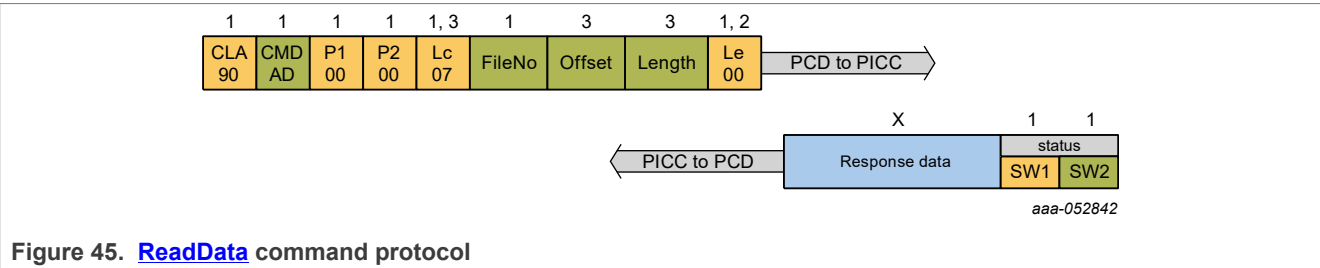 1 1 1 1 1, 3 1 3 3 1, 2
CLA CMD P1 P2 Lc FileNo Offset Length Le PCD to PICC
90 AD 00 00 07 00
X 1 1
PICC to PCD Response data status
SW1 SW2
aaa-052842
Figure 45. ReadData command protocol